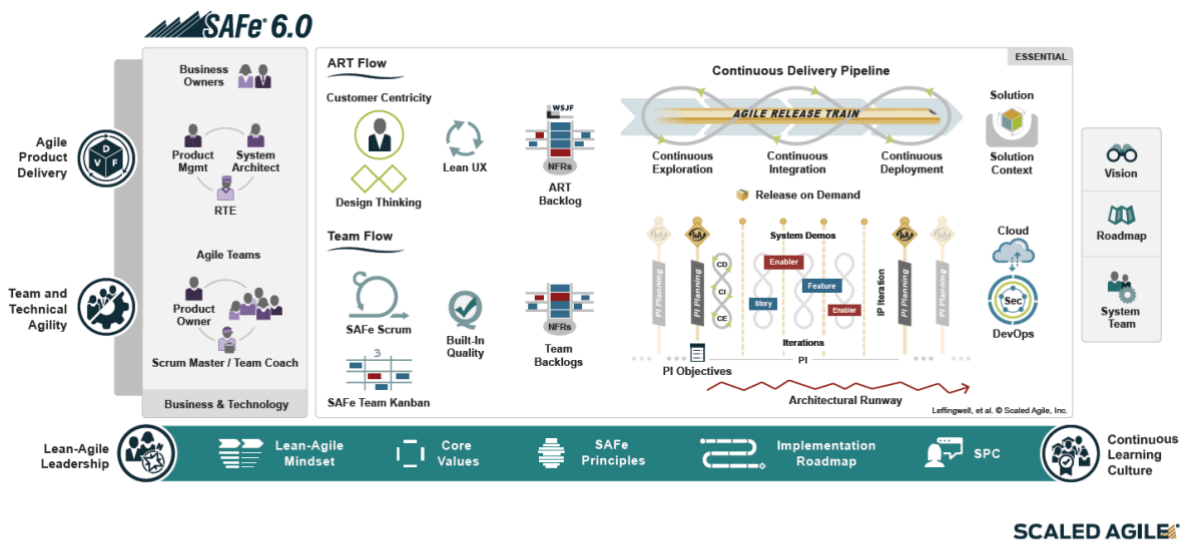 SAFe® 6.0
ESSENTIAL
Business
Owners
Product
Mgmt
System
Architect
RTE
Agile Teams
Product
Owner
Scrum Master / Team Coach
Business & Technology
Agile
Product
Delivery
D
V
F
Team and
Technical
Agility
ART Flow
Customer Centricity
Design Thinking
Lean UX
WSJF
NFRs
ART
Backlog
Team Flow
SAFe Scrum
3
SAFe Team Kanban
Built-In
Quality
NFRs
Team
Backlogs
Continuous Delivery Pipeline
AGILE RELEASE TRAIN
Continuous
Exploration
Continuous
Integration
Continuous
Deployment
Release on Demand
Solution
Solution
Context
PI Planning
PI Planning
CD
CI
CE
System Demos
Enabler
Story
Feature
Enabler
Iterations
IP Iteration
PI Planning
PI Planning
PI
PI Objectives
Architectural Runway
Cloud
Sec
DevOps
Leffingwell, et al. © Scaled Agile, Inc.
Vision
Roadmap
System
Team
Lean-Agile
Leadership
Lean-Agile
Mindset
Core
Values
SAFe
Principles
Implementation
Roadmap
SPC
Continuous
Learning
Culture
SCALED AGILE